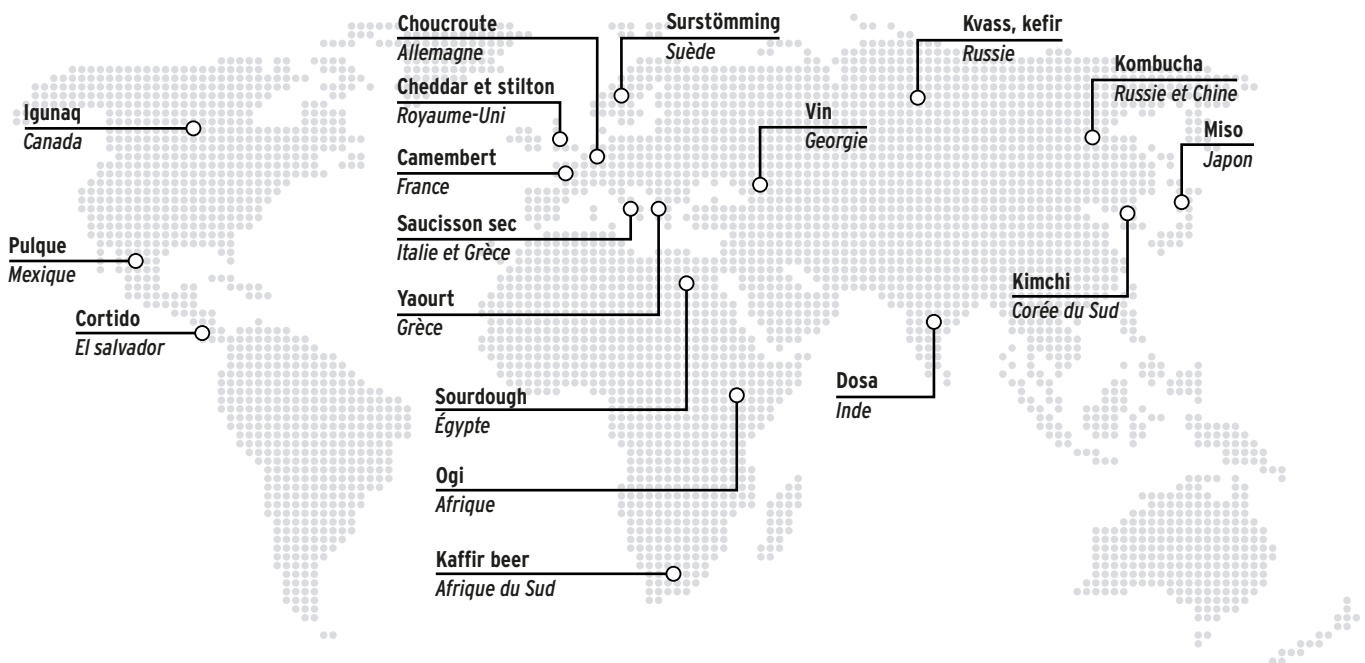 Choucroute
Allemagne
Surstömming
Suède
Kvass, kefir
Russie
Kombucha
Russie et Chine
Cheddar et stilton
Royaume-Uni
Igunaq
Canada
Vin
Georgie
Miso
Japon
Camembert
France
Saucisson sec
Italie et Grèce
Pulque
Mexique
Kimchi
Corée du Sud
Yaourt
Grèce
Cortido
El salvador
Dosa
Inde
Sourdough
Égypte
Ogi
Afrique
Kaffir beer
Afrique du Sud